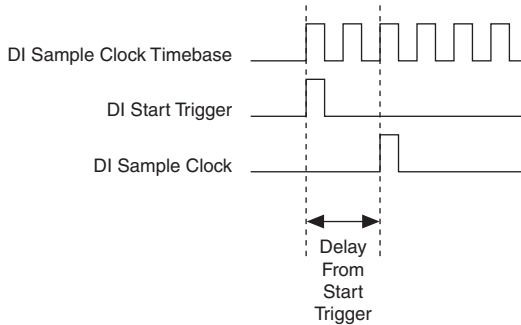 DI Sample Clock Timebase
DI Start Trigger
DI Sample Clock
Delay
From
Start
Trigger